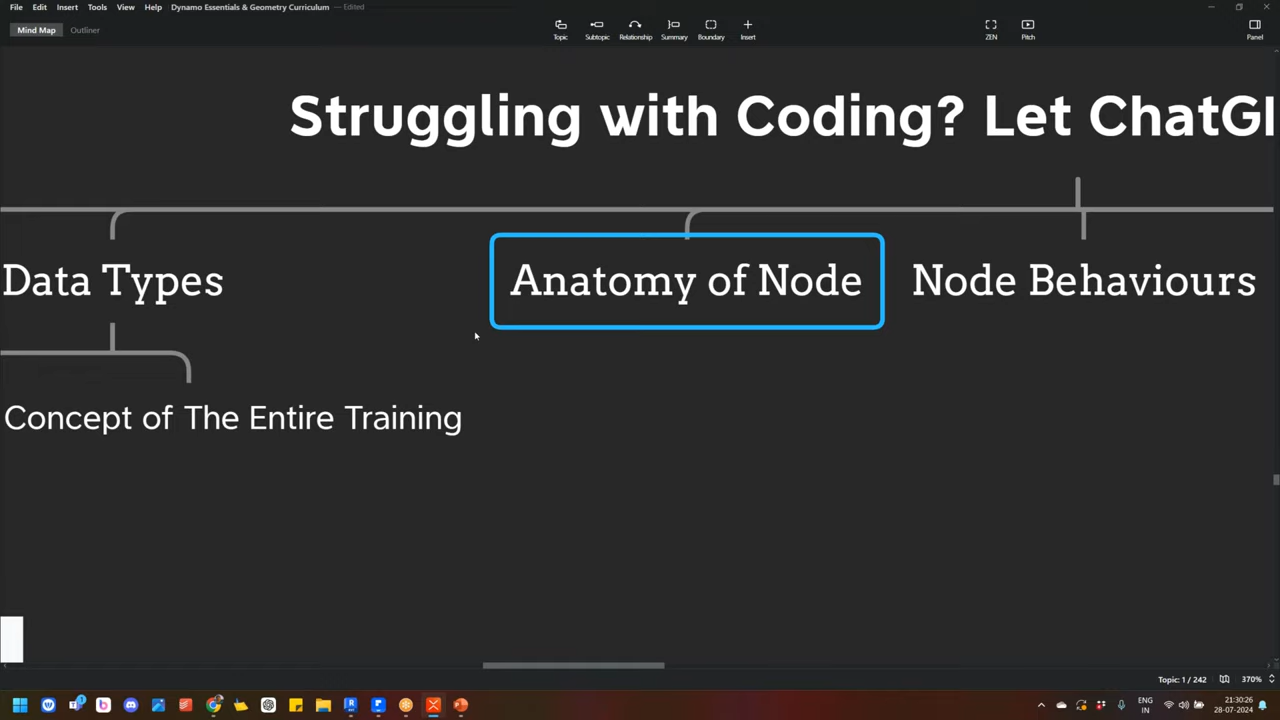 File Edit Insert Tools View Help Dynamo Essentials & Geometry Curriculum — Edited
Mind Map Outliner
Topic Subtopic Relationship Summary Boundary Insert ZEN Pitch Panel
Struggling with Coding? Let ChatG
Data Types Anatomy of Node Node Behaviours
Concept of The Entire Training
Topic: 1 / 242 370%
ENG 21:30:26
IN 28-07-2024